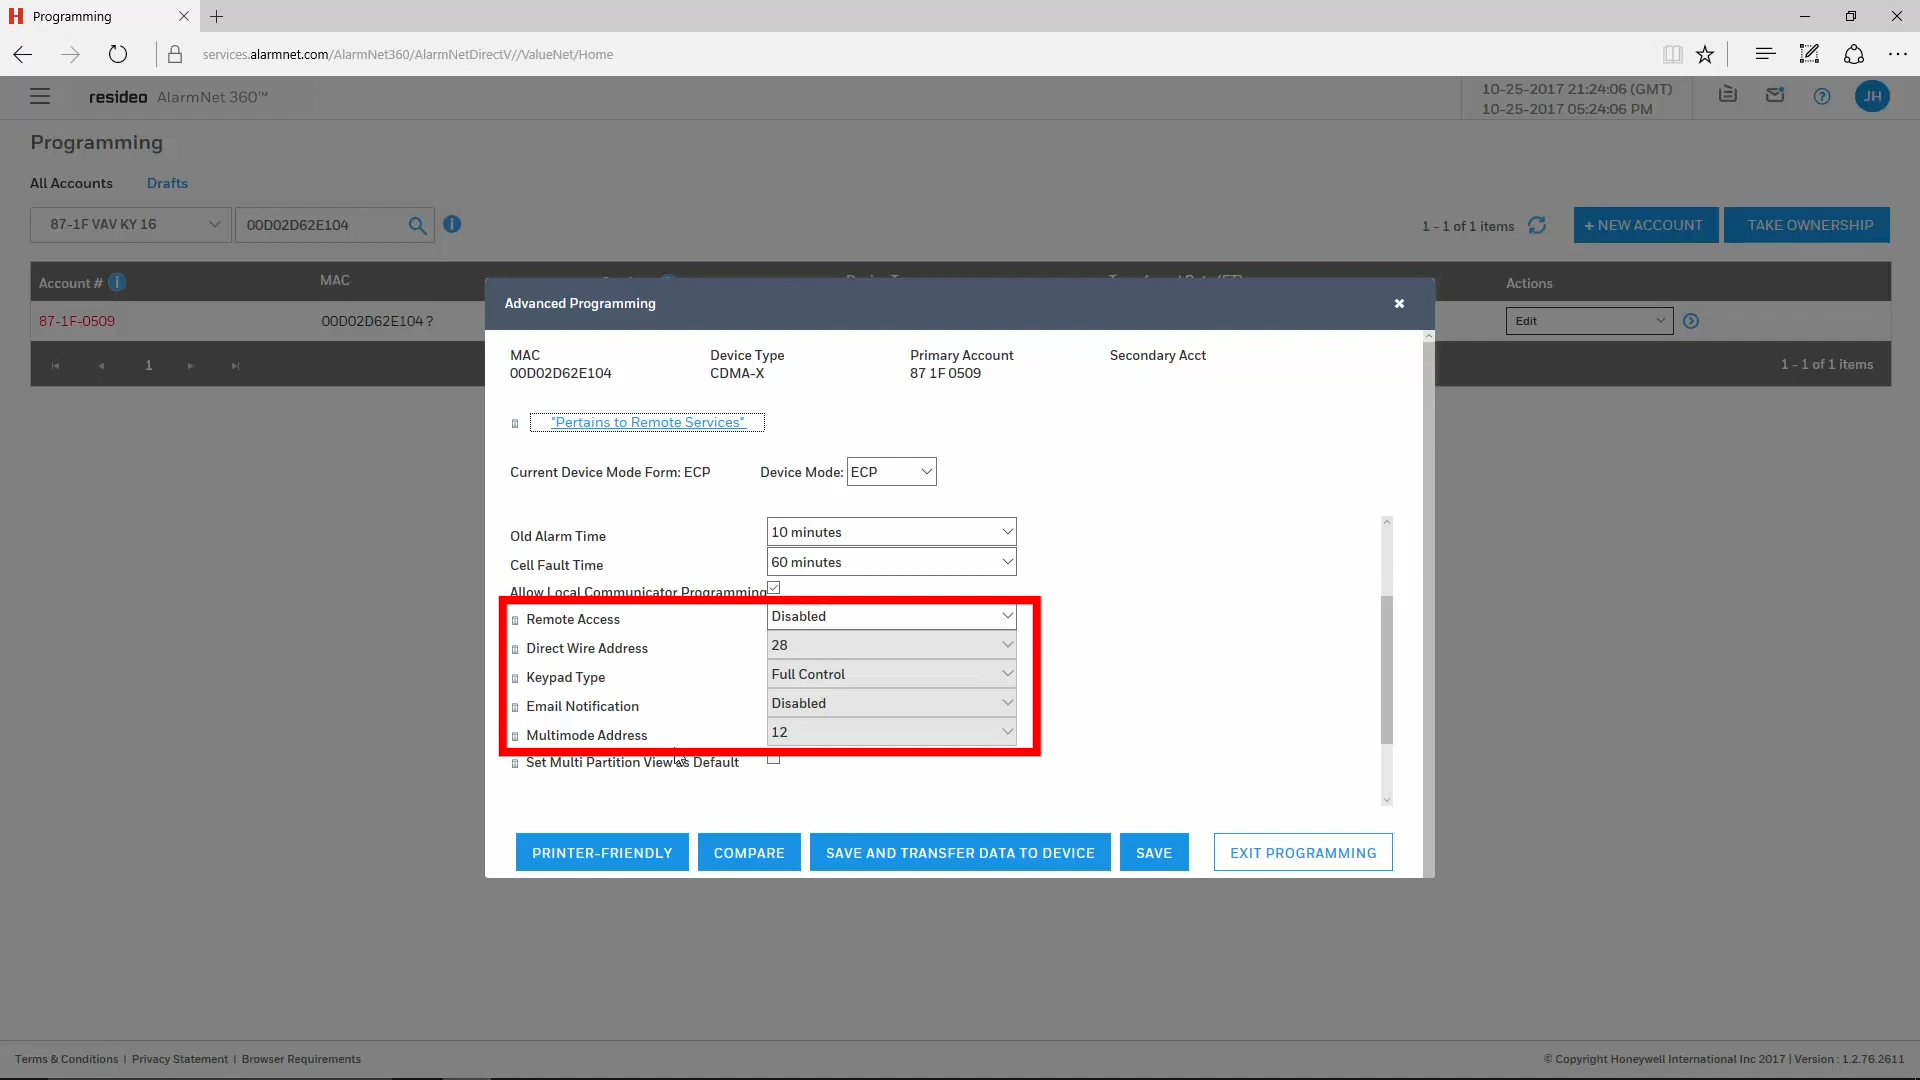 Programming
services.alarmnet.com/AlarmNet360/AlarmNetDirectV//ValueNet/Home
resideo AlarmNet 360™
10-25-2017 21:24:06 (GMT)
10-25-2017 05:24:06 PM
JH
Programming
All Accounts Drafts
87-1F VAV KY 16 00D02D62E104 1 - 1 of 1 items + NEW ACCOUNT TAKE OWNERSHIP
Account # MAC Actions
87-1F-0509 00D02D62E104 ? Edit
1 1 - 1 of 1 items
Advanced Programming
MAC Device Type Primary Account Secondary Acct
00D02D62E104 CDMA-X 87 1F 0509
"Pertains to Remote Services"
Current Device Mode Form: ECP Device Mode: ECP
Old Alarm Time 10 minutes
Cell Fault Time 60 minutes
Allow Local Communicator Programming
Remote Access Disabled
Direct Wire Address 28
Keypad Type Full Control
Email Notification Disabled
Multimode Address 12
Set Multi Partition View as Default
PRINTER-FRIENDLY COMPARE SAVE AND TRANSFER DATA TO DEVICE SAVE EXIT PROGRAMMING
Terms & Conditions | Privacy Statement | Browser Requirements
© Copyright Honeywell International Inc 2017 | Version : 1.2.76.2611